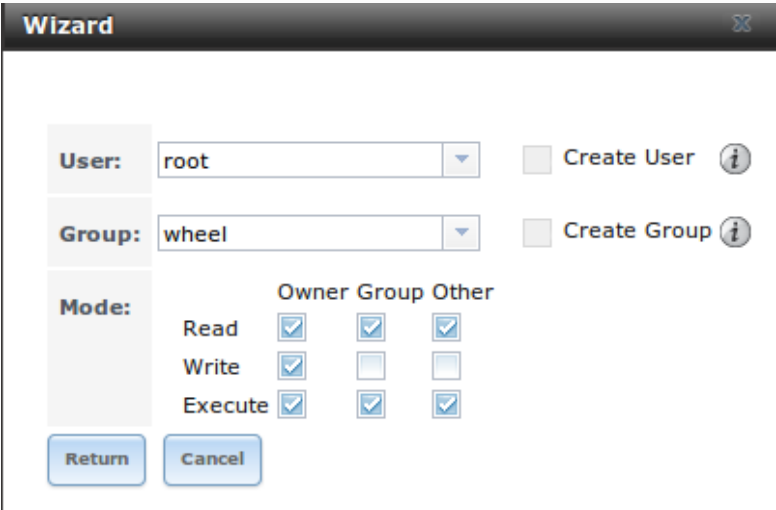 Wizard
User: root Create User i
Group: wheel Create Group i
Mode: Owner Group Other
Read
Write
Execute
Return Cancel